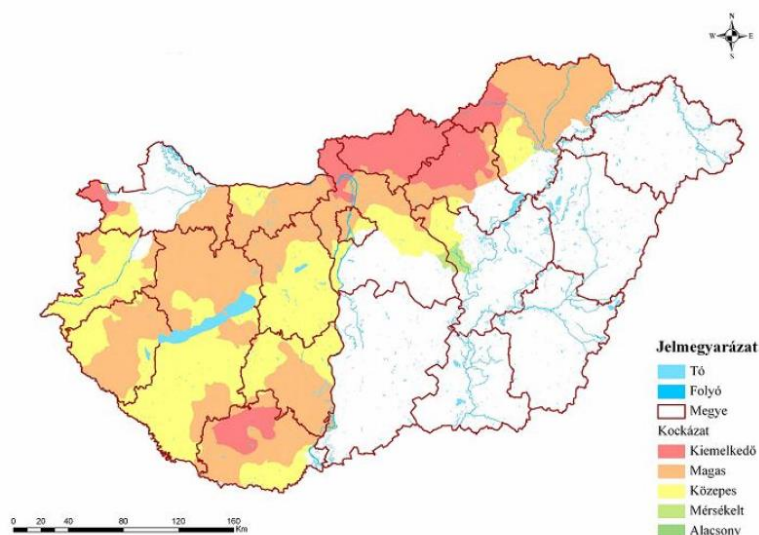 N
W E
S
Jelmegyarázat
Tó
Folyó
Megye
Kockázat
Kiemelkedő
Magas
Közepes
Mérsékelt
Alacsony
0 20 40 80 120 160
Km